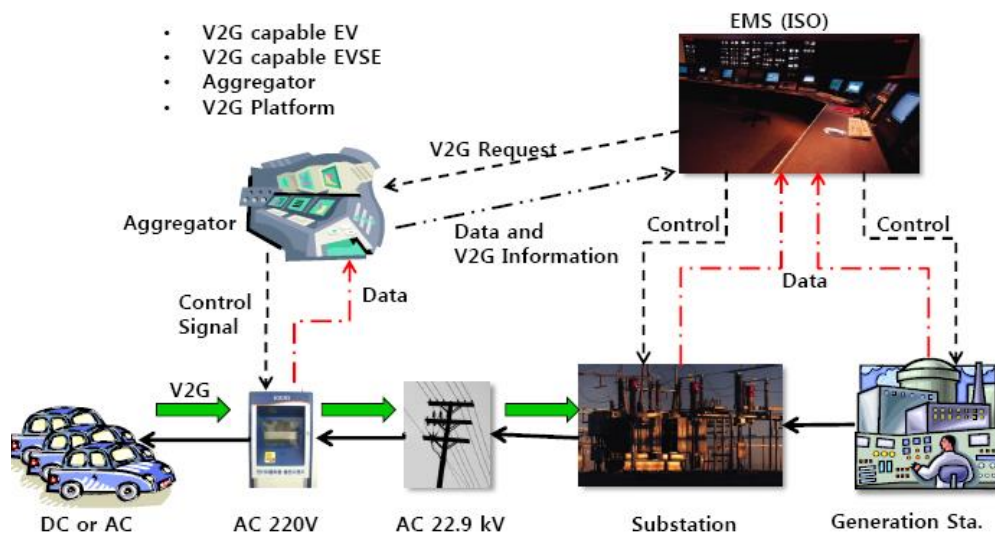 EMS (ISO)
• V2G capable EV
• V2G capable EVSE
• Aggregator
• V2G Platform
V2G Request
Aggregator
Data and
V2G Information
Control
Control
Data
Data
Control
Signal
V2G
DC or AC
AC 220V
AC 22.9 kV
Substation
Generation Sta.